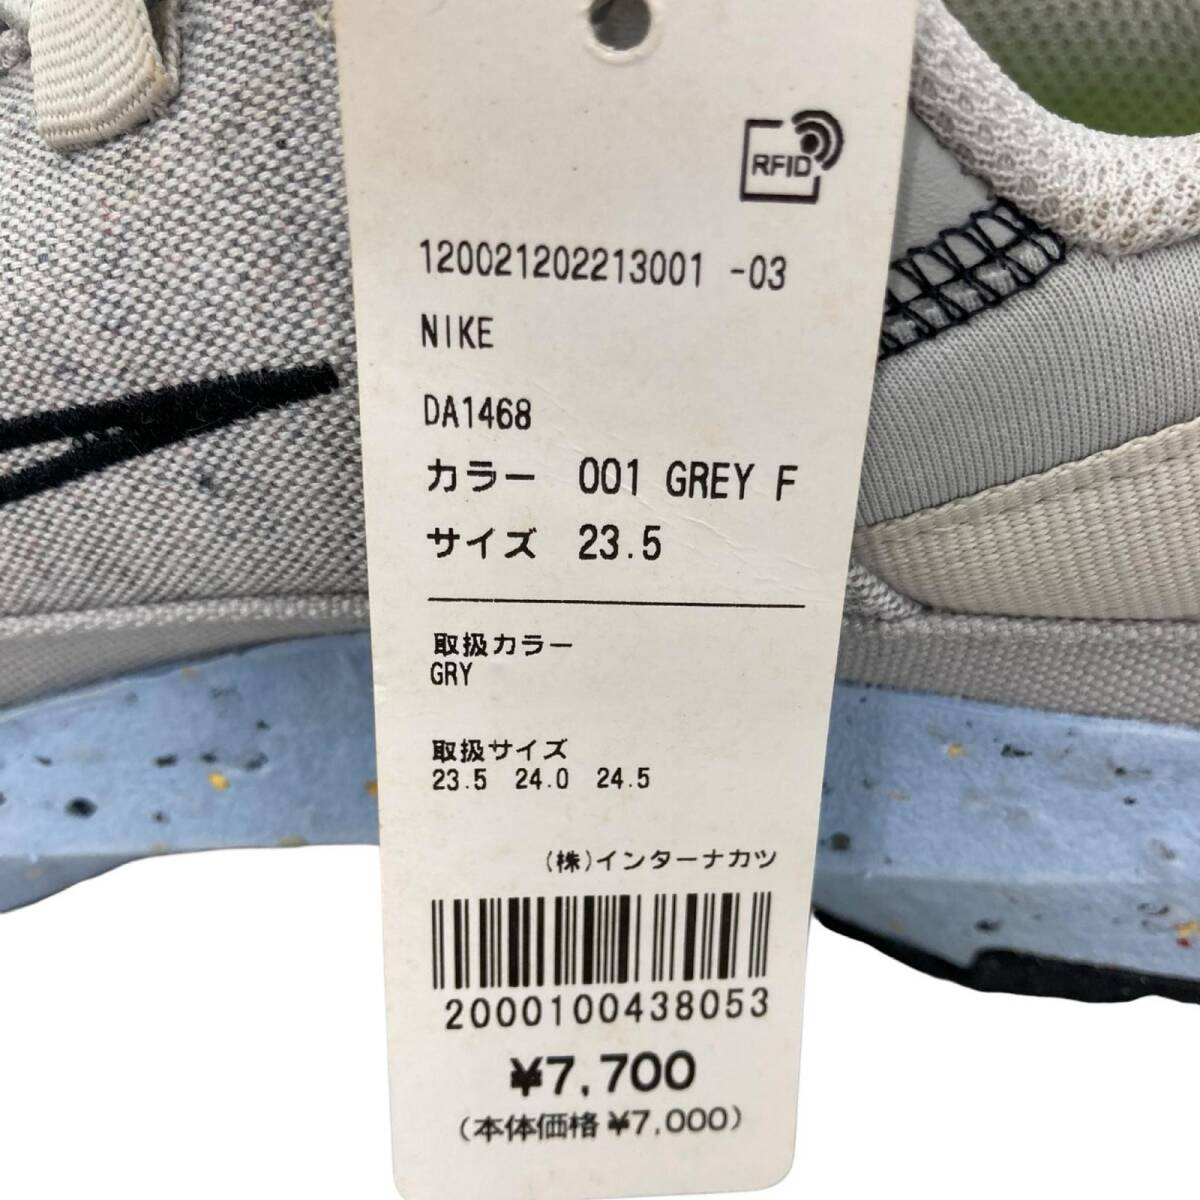 RFID
120021202213001 -03
NIKE
DA1468
カラー 001 GREY F
サイズ 23.5
取扱カラー
GRY
取扱サイズ
23.5 24.0 24.5
(株)インターナカツ
2000100438053
¥7,700
(本体価格 ¥7,000)